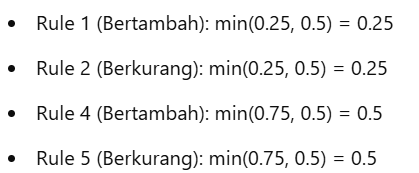 • Rule 1 (Bertambah): min(0.25, 0.5) = 0.25
• Rule 2 (Berkurang): min(0.25, 0.5) = 0.25
• Rule 4 (Bertambah): min(0.75, 0.5) = 0.5
• Rule 5 (Berkurang): min(0.75, 0.5) = 0.5